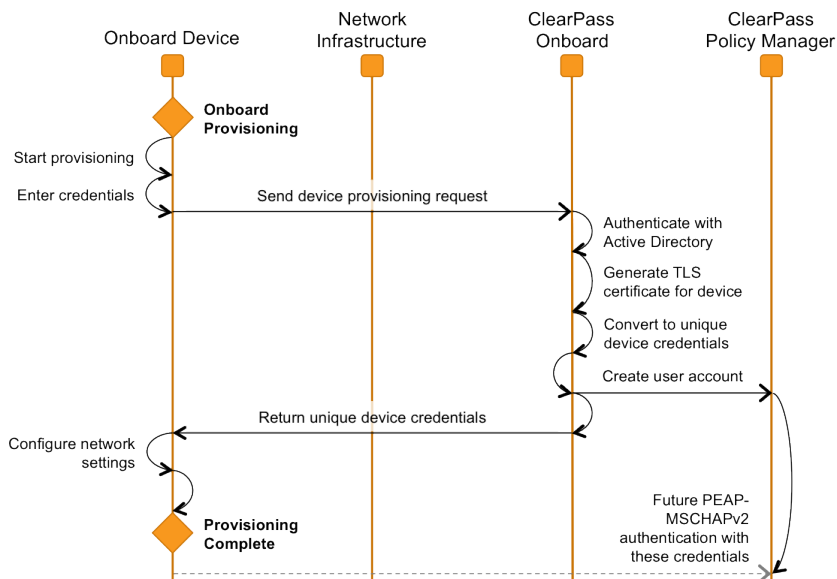 Onboard Device
Network
Infrastructure
ClearPass
Onboard
ClearPass
Policy Manager
Onboard
Provisioning
Start provisioning
Enter credentials
Send device provisioning request
Authenticate with
Active Directory
Generate TLS
certificate for device
Convert to unique
device credentials
Create user account
Return unique device credentials
Configure network
settings
Provisioning
Complete
Future PEAP-
MSCHAPv2
authentication with
these credentials